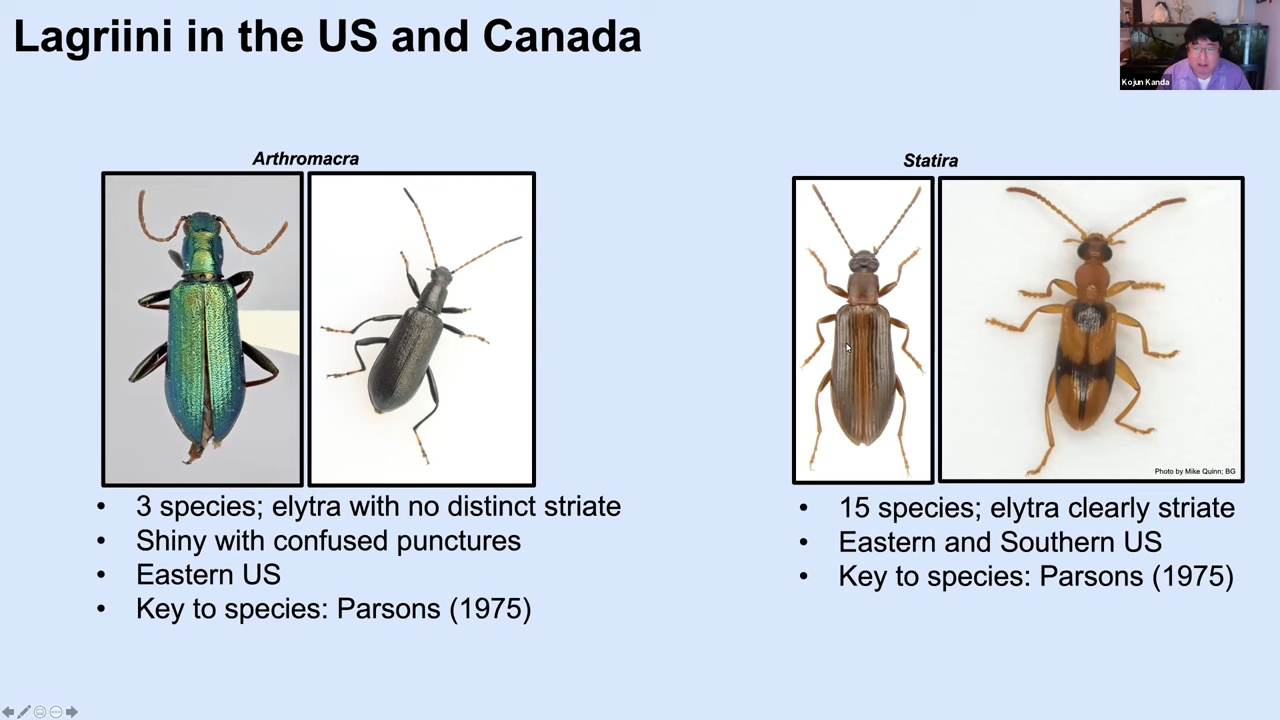 Lagriini in the US and Canada
Kojun Kanda
Arthromacra
• 3 species; elytra with no distinct striate
• Shiny with confused punctures
• Eastern US
• Key to species: Parsons (1975)
Statira
Photo by Mike Quinn; BG
• 15 species; elytra clearly striate
• Eastern and Southern US
• Key to species: Parsons (1975)